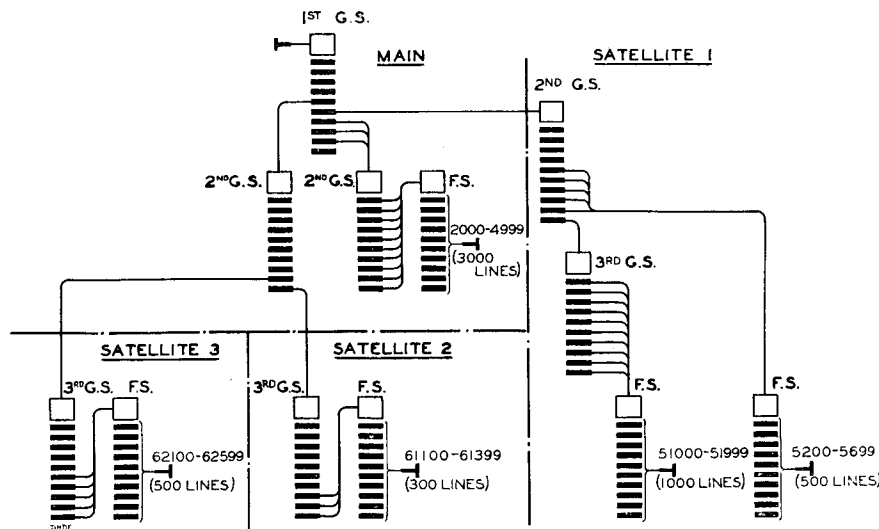 1ST G.S.
MAIN
SATELLITE 1
2ND G.S.
2ND G.S.
2ND G.S.
F.S.
2000-4999
(3000
LINES)
3RD G.S.
SATELLITE 3
SATELLITE 2
3RD G.S.
F.S.
3RD G.S.
F.S.
F.S.
F.S.
62100-62599
(500 LINES)
61100-61399
(300 LINES)
51000-51999
(1000 LINES)
5200-5699
(500 LINES)